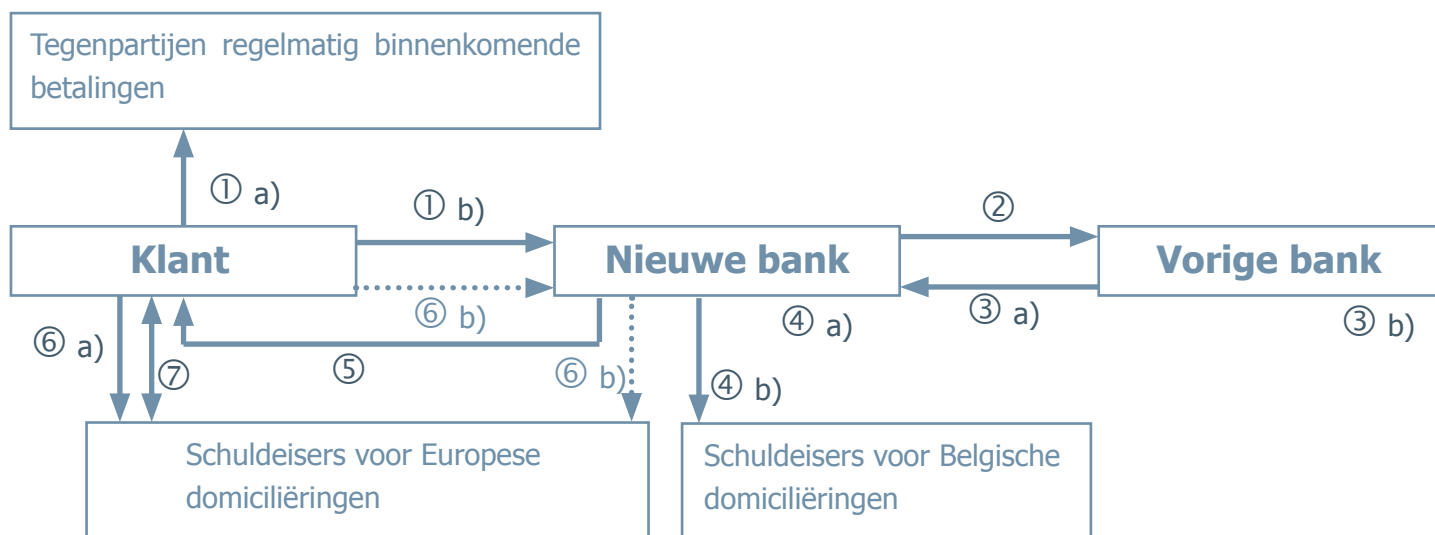 Tegenpartijen regelmatig binnenkomende
betalingen
① a)
① b)
②
Klant
Nieuwe bank
Vorige bank
⑥ b)
④ a)
③ a)
③ b)
⑥ a)
⑦
⑤
⑥ b)
④ b)
Schuldeisers voor Europese
domiciliëringen
Schuldeisers voor Belgische
domiciliëringen